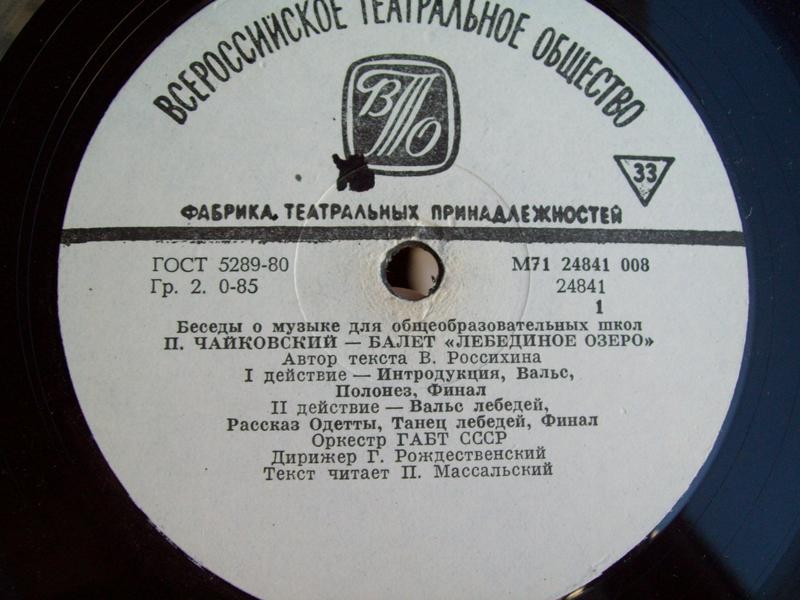 ВСЕРОССИЙСКОЕ ТЕАТРАЛЬНОЕ ОБЩЕСТВО
ВТО
33
ФАБРИКА ТЕАТРАЛЬНЫХ ПРИНАДЛЕЖНОСТЕЙ
ГОСТ 5289-80
М71 24841 008
Гр. 2. 0-85
24841
1
Беседы о музыке для общеобразовательных школ
П. ЧАЙКОВСКИЙ — БАЛЕТ «ЛЕБЕДИНОЕ ОЗЕРО»
Автор текста В. Россихина
I действие — Интродукция, Вальс,
Полонез, Финал
II действие — Вальс лебедей,
Рассказ Одетты, Танец лебедей, Финал
Оркестр ГАБТ СССР
Дирижер Г. Рождественский
Текст читает П. Массальский